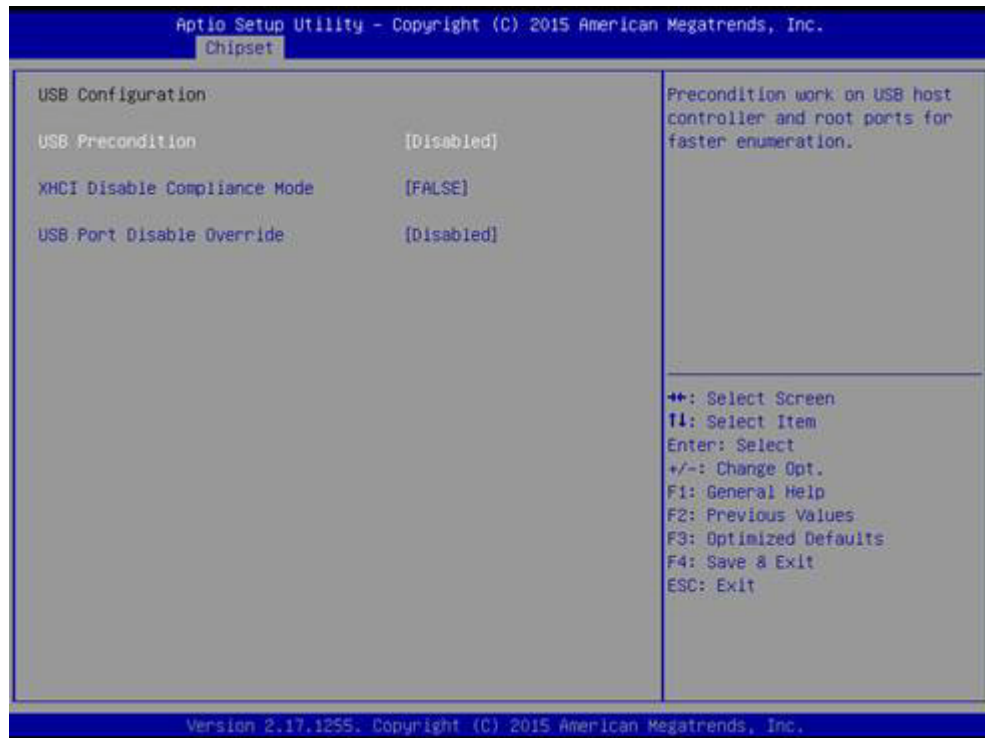 Aptio Setup Utility – Copyright (C) 2015 American Megatrends, Inc.
Chipset
USB Configuration
USB Precondition [Disabled]
XHCI Disable Compliance Mode [FALSE]
USB Port Disable Override [Disabled]
Precondition work on USB host
controller and root ports for
faster enumeration.
→←: Select Screen
↑↓: Select Item
Enter: Select
+/-: Change Opt.
F1: General Help
F2: Previous Values
F3: Optimized Defaults
F4: Save & Exit
ESC: Exit
Version 2.17.1255. Copyright (C) 2015 American Megatrends, Inc.